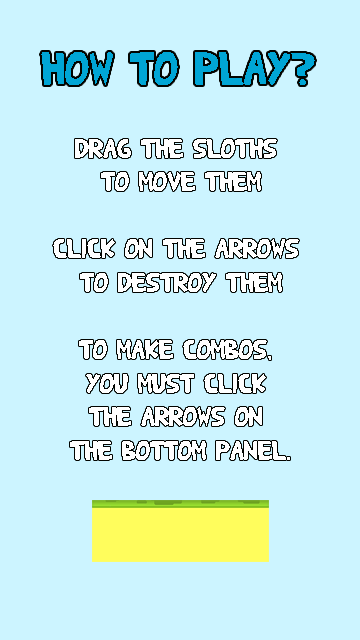 HOW TO PLAY?
DRAG THE SLOTHS
TO MOVE THEM
CLICK ON THE ARROWS
TO DESTROY THEM
TO MAKE COMBOS,
YOU MUST CLICK
THE ARROWS ON
THE BOTTOM PANEL.